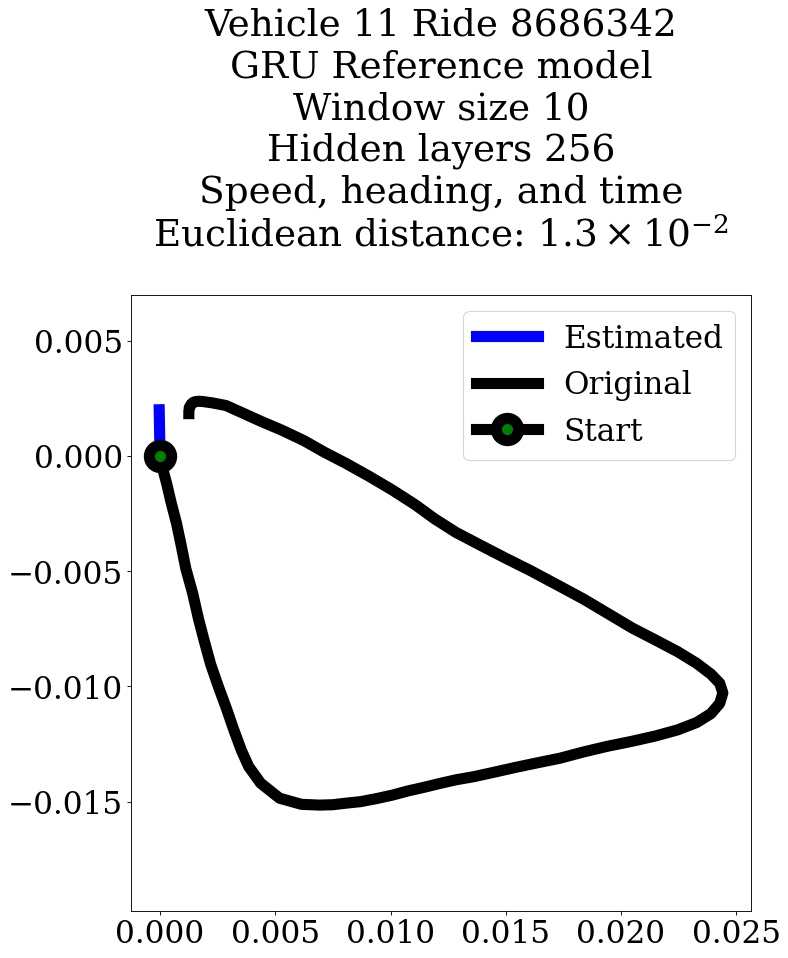 Vehicle 11 Ride 8686342
GRU Reference model
Window size 10
Hidden layers 256
Speed, heading, and time
Euclidean distance: 1.3 × 10⁻²
Estimated
Original
Start
0.005
0.000
−0.005
−0.010
−0.015
0.000 0.005 0.010 0.015 0.020 0.025